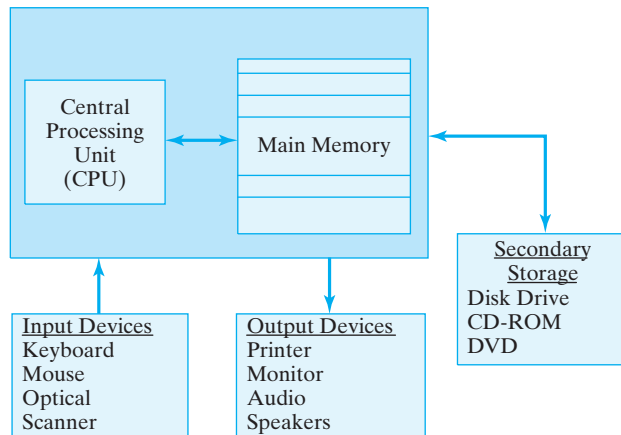 Central
Processing
Unit
(CPU)
Main Memory
Secondary
Storage
Disk Drive
CD-ROM
DVD
Input Devices
Keyboard
Mouse
Optical
Scanner
Output Devices
Printer
Monitor
Audio
Speakers